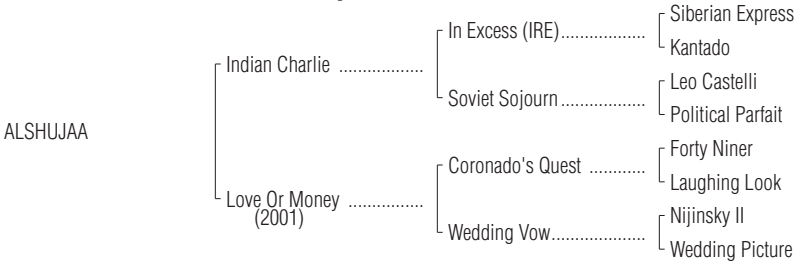 Siberian Express
In Excess (IRE)..................
Kantado
Indian Charlie ..................
Leo Castelli
Soviet Sojourn..................
Political Parfait
ALSHUJAA
Forty Niner
Coronado's Quest ............
Laughing Look
Love Or Money ................
(2001)
Nijinsky II
Wedding Vow....................
Wedding Picture